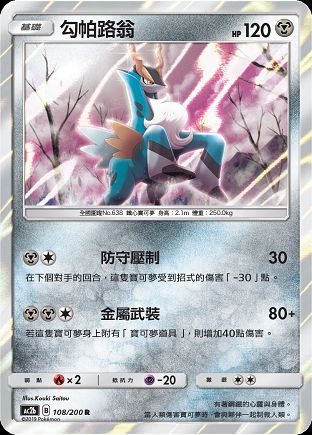 基礎 勾帕路翁 HP 120
全國圖鑑No.638 鐵心寶可夢 身高：2.1m 體重：250.0kg
防守壓制 30
在下個對手的回合，這隻寶可夢受到招式的傷害「-30」點。
金屬武裝 80+
若這隻寶可夢身上附有「寶可夢道具」，則增加40點傷害。
弱點 ×2 抵抗力 -20 撤退
Illus.Kouki Saitou
AC2b B 108/200 R
©2019 Pokémon
有著鋼鐵的心靈與身體。
當人類傷害寶可夢時，會與夥伴一起制裁人類。